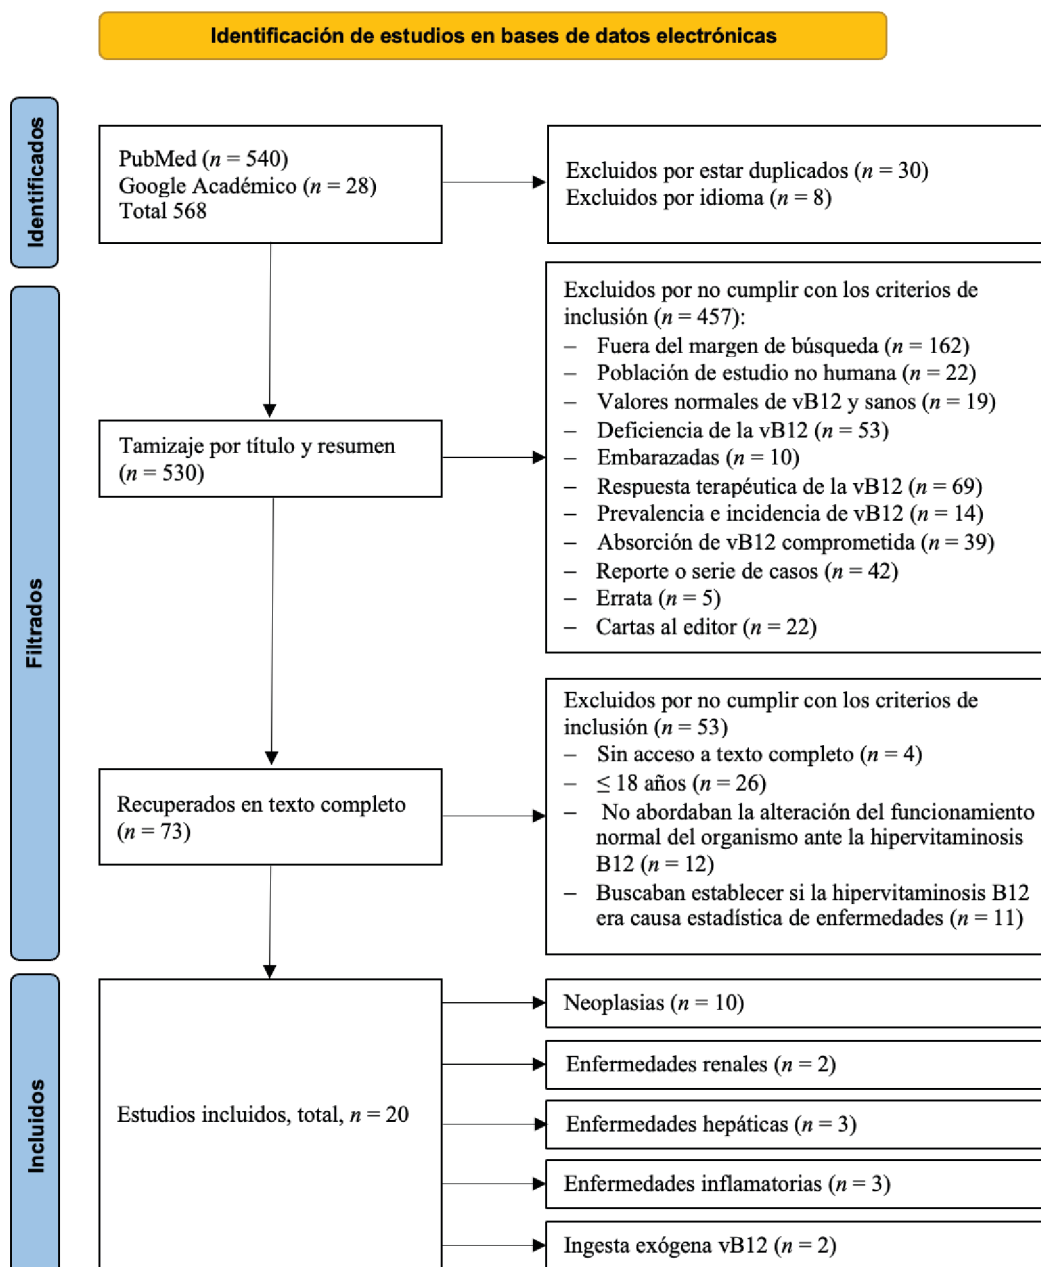 Identificación de estudios en bases de datos electrónicas
Identificados
PubMed (n = 540)
Google Académico (n = 28)
Total 568
Excluidos por estar duplicados (n = 30)
Excluidos por idioma (n = 8)
Filtrados
Tamizaje por título y resumen
(n = 530)
Excluidos por no cumplir con los criterios de
inclusión (n = 457):
– Fuera del margen de búsqueda (n = 162)
– Población de estudio no humana (n = 22)
– Valores normales de vB12 y sanos (n = 19)
– Deficiencia de la vB12 (n = 53)
– Embarazadas (n = 10)
– Respuesta terapéutica de la vB12 (n = 69)
– Prevalencia e incidencia de vB12 (n = 14)
– Absorción de vB12 comprometida (n = 39)
– Reporte o serie de casos (n = 42)
– Errata (n = 5)
– Cartas al editor (n = 22)
Recuperados en texto completo
(n = 73)
Excluidos por no cumplir con los criterios de
inclusión (n = 53)
– Sin acceso a texto completo (n = 4)
– ≤ 18 años (n = 26)
– No abordaban la alteración del funcionamiento
normal del organismo ante la hipervitaminosis
B12 (n = 12)
– Buscaban establecer si la hipervitaminosis B12
era causa estadística de enfermedades (n = 11)
Incluidos
Estudios incluidos, total, n = 20
Neoplasias (n = 10)
Enfermedades renales (n = 2)
Enfermedades hepáticas (n = 3)
Enfermedades inflamatorias (n = 3)
Ingesta exógena vB12 (n = 2)